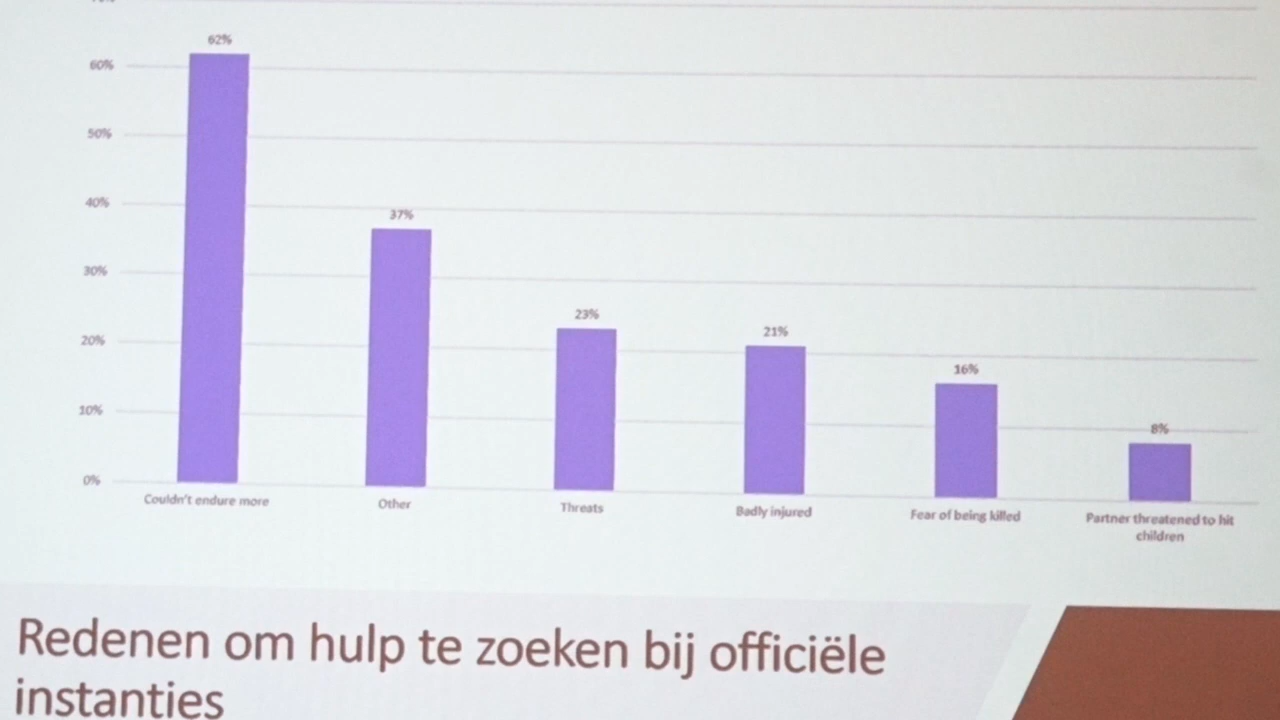 62%
60%
50%
40%
37%
30%
23%
21%
20%
16%
10%
8%
0%
Couldn't endure more
Other
Threats
Badly injured
Fear of being killed
Partner threatened to hit
children
Redenen om hulp te zoeken bij officiële
instanties